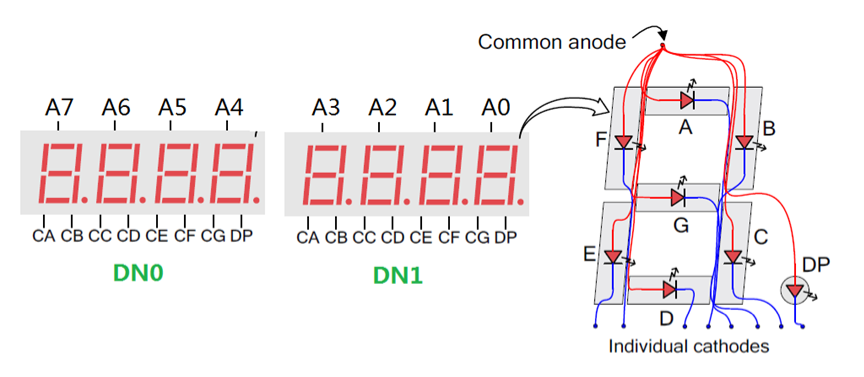 Common anode
A7 A6 A5 A4
A3 A2 A1 A0
A
F
B
G
E
C
DP
D
CA CB CC CD CE CF CG DP
CA CB CC CD CE CF CG DP
DN0
DN1
Individual cathodes